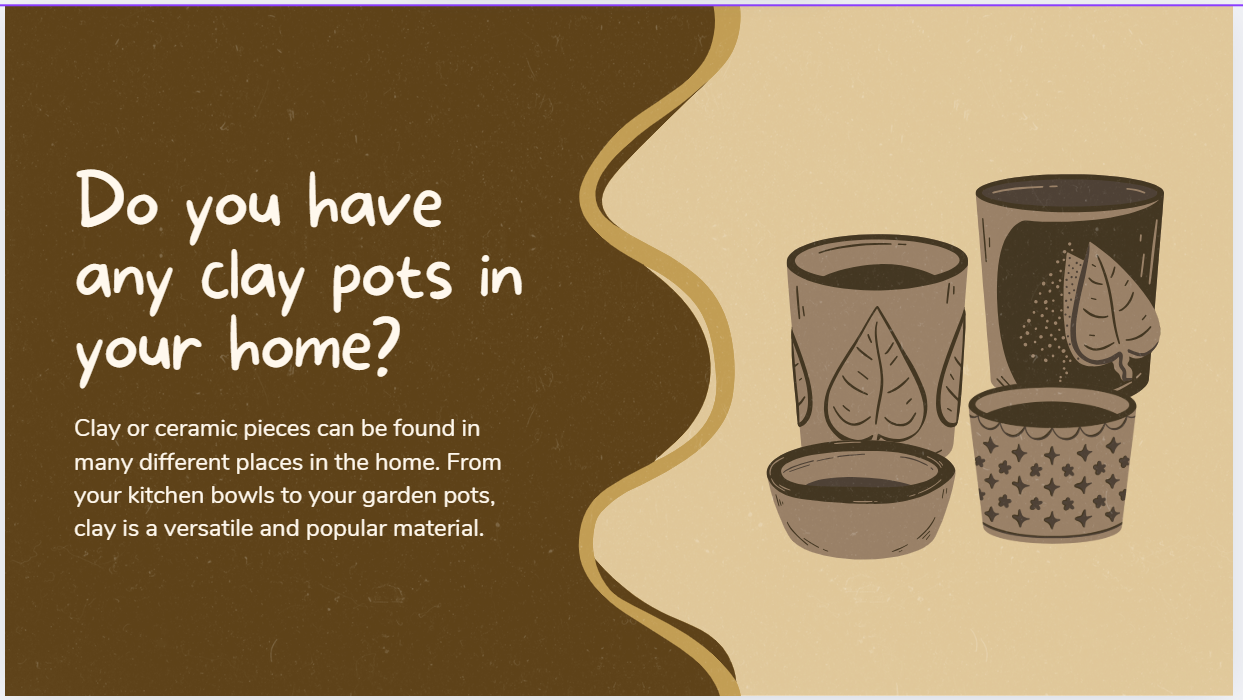 Do you have
any clay pots in
your home?
Clay or ceramic pieces can be found in
many different places in the home. From
your kitchen bowls to your garden pots,
clay is a versatile and popular material.